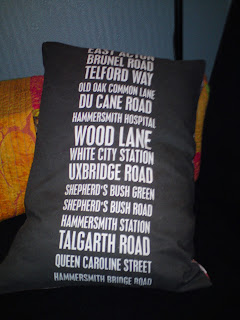 EAST ACTON
BRUNEL ROAD
TELFORD WAY
OLD OAK COMMON LANE
DU CANE ROAD
HAMMERSMITH HOSPITAL
WOOD LANE
WHITE CITY STATION
UXBRIDGE ROAD
SHEPHERD'S BUSH GREEN
SHEPHERD'S BUSH ROAD
HAMMERSMITH STATION
TALGARTH ROAD
QUEEN CAROLINE STREET
HAMMERSMITH BRIDGE ROAD